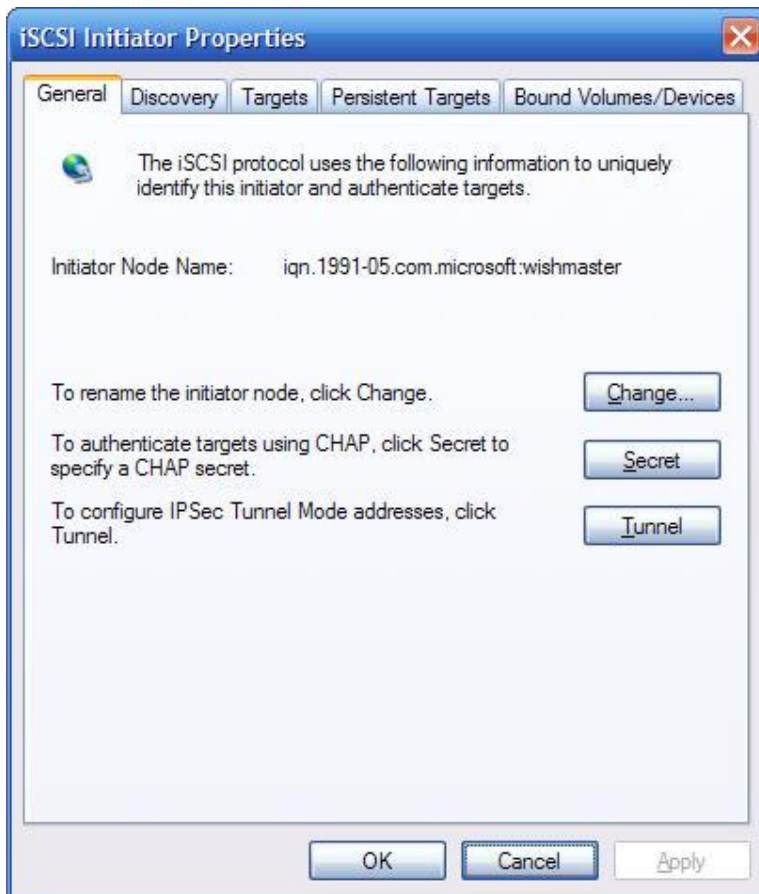 iSCSI Initiator Properties
General Discovery Targets Persistent Targets Bound Volumes/Devices
The iSCSI protocol uses the following information to uniquely
identify this initiator and authenticate targets.
Initiator Node Name: iqn.1991-05.com.microsoft:wishmaster
To rename the initiator node, click Change. Change...
To authenticate targets using CHAP, click Secret to
specify a CHAP secret. Secret
To configure IPSec Tunnel Mode addresses, click
Tunnel. Tunnel
OK Cancel Apply